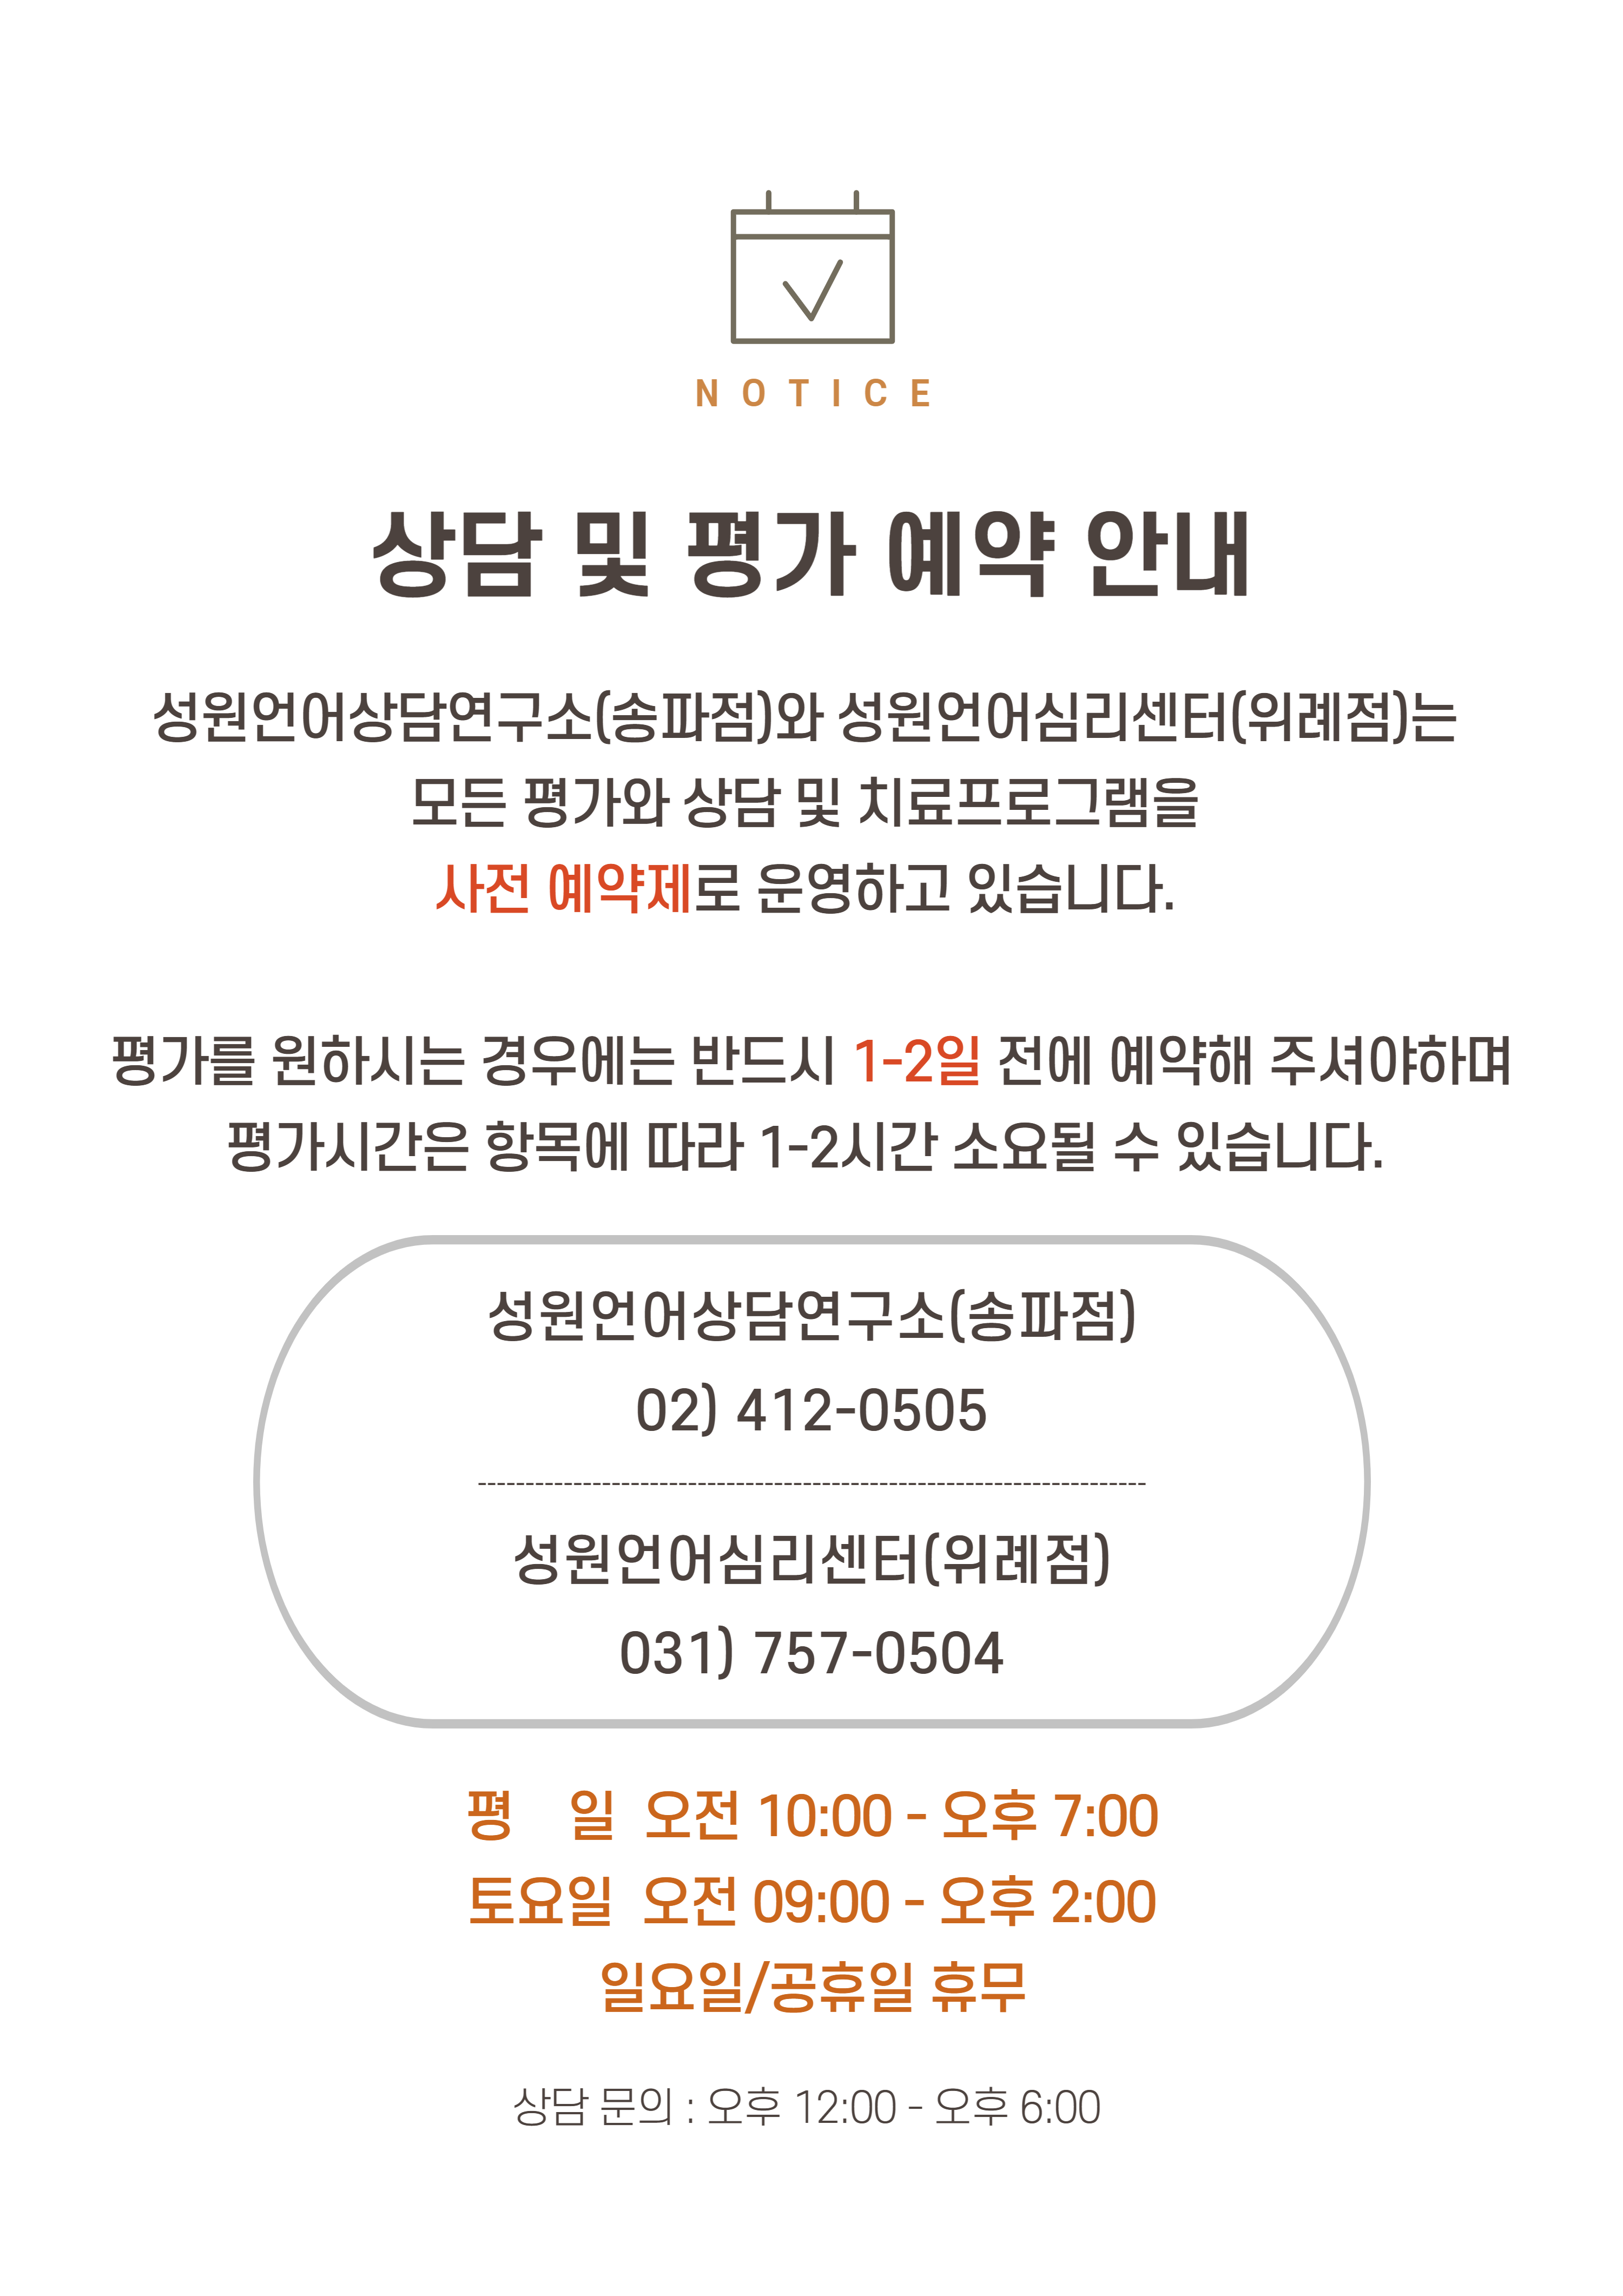 NOTICE
상담 및 평가 예약 안내
성원언어상담연구소(송파점)와 성원언어심리센터(위례점)는
모든 평가와 상담 및 치료프로그램을
사전 예약제로 운영하고 있습니다.
평가를 원하시는 경우에는 반드시 1-2일 전에 예약해 주셔야하며
평가시간은 항목에 따라 1-2시간 소요될 수 있습니다.
성원언어상담연구소(송파점)
02) 412-0505
성원언어심리센터(위례점)
031) 757-0504
평 일 오전 10:00 - 오후 7:00
토요일 오전 09:00 - 오후 2:00
일요일/공휴일 휴무
상담 문의 : 오후 12:00 - 오후 6:00